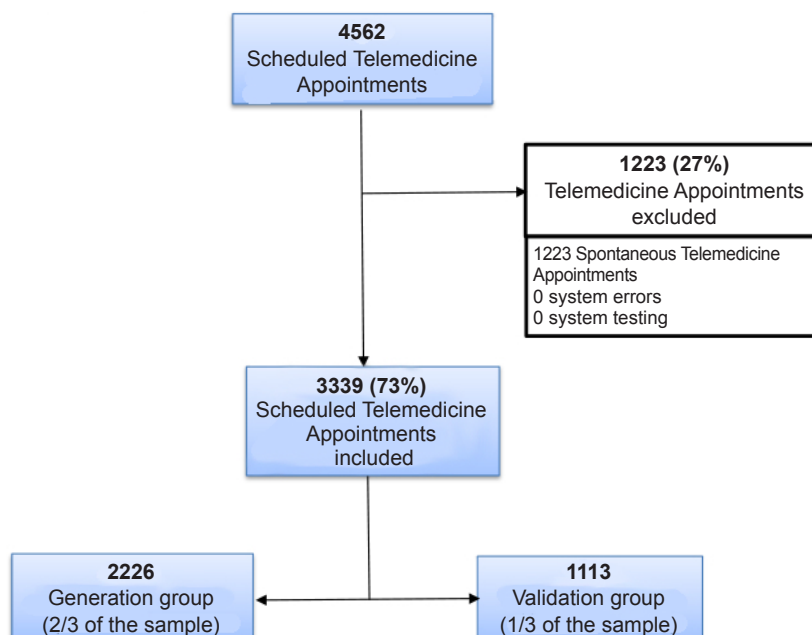 4562
Scheduled Telemedicine
Appointments
1223 (27%)
Telemedicine Appointments
excluded
1223 Spontaneous Telemedicine
Appointments
0 system errors
0 system testing
3339 (73%)
Scheduled Telemedicine
Appointments
included
2226
Generation group
(2/3 of the sample)
1113
Validation group
(1/3 of the sample)